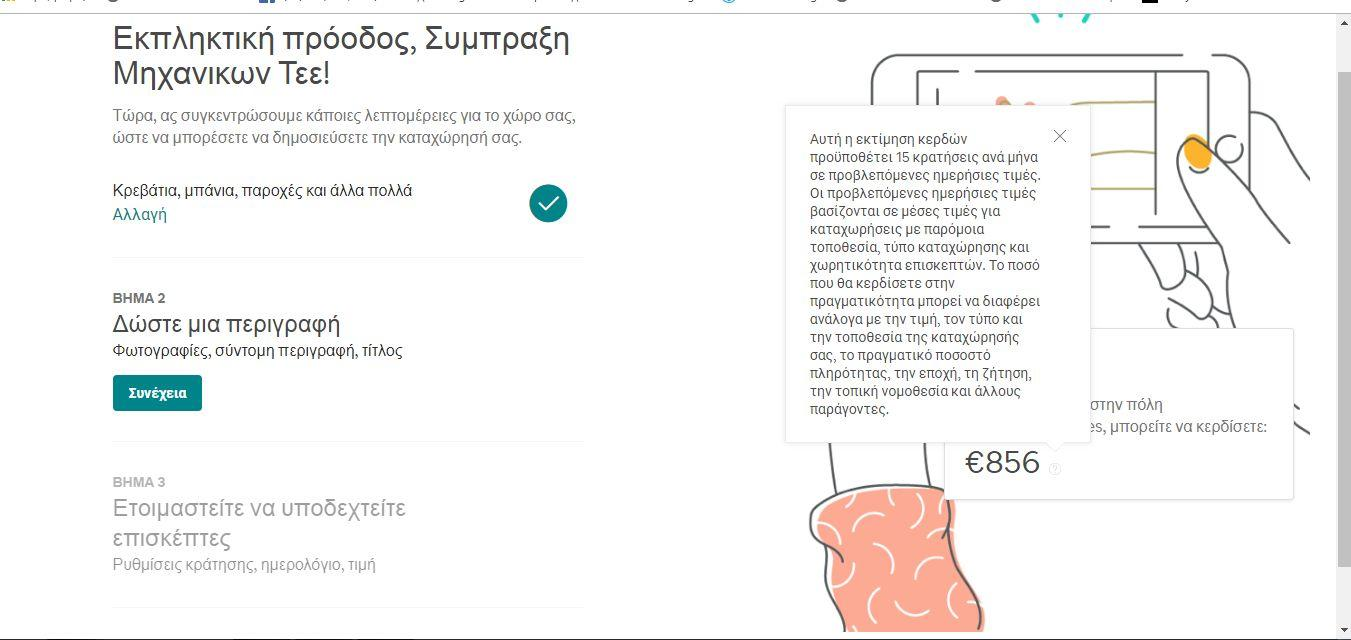 Εκπληκτική πρόοδος, Συμπραξη
Μηχανικων Τεε!
Τώρα, ας συγκεντρώσουμε κάποιες λεπτομέρειες για το χώρο σας,
ώστε να μπορέσετε να δημοσιεύσετε την καταχώρησή σας.
Κρεβάτια, μπάνια, παροχές και άλλα πολλά
Αλλαγή
ΒΗΜΑ 2
Δώστε μια περιγραφή
Φωτογραφίες, σύντομη περιγραφή, τίτλος
Συνέχεια
ΒΗΜΑ 3
Ετοιμαστείτε να υποδεχτείτε
επισκέπτες
Ρυθμίσεις κράτησης, ημερολόγιο, τιμή
Αυτή η εκτίμηση κερδών
προϋποθέτει 15 κρατήσεις ανά μήνα
σε προβλεπόμενες ημερήσιες τιμές.
Οι προβλεπόμενες ημερήσιες τιμές
βασίζονται σε μέσες τιμές για
καταχωρήσεις με παρόμοια
τοποθεσία, τύπο καταχώρησης και
χωρητικότητα επισκεπτών. Το ποσό
που θα κερδίσετε στην
πραγματικότητα μπορεί να διαφέρει
ανάλογα με την τιμή, τον τύπο και
την τοποθεσία της καταχώρησής
σας, το πραγματικό ποσοστό
πληρότητας, την εποχή, τη ζήτηση,
την τοπική νομοθεσία και άλλους
παράγοντες.
στην πόλη
es, μπορείτε να κερδίσετε:
€856